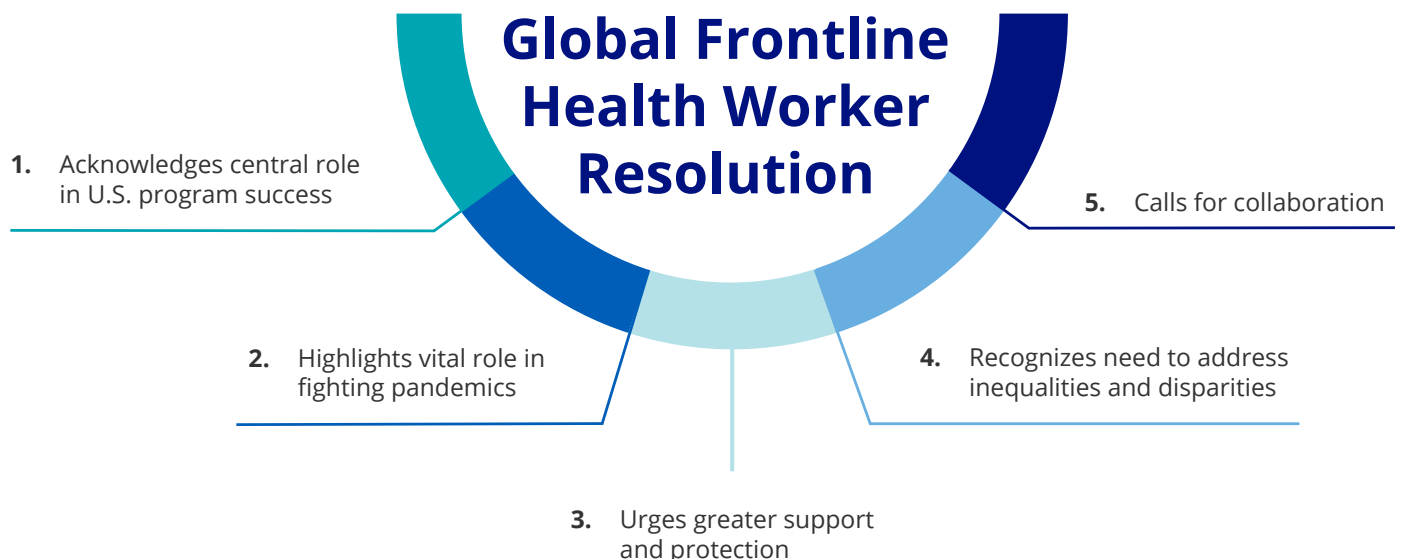 Global Frontline
Health Worker
Resolution
1. Acknowledges central role
in U.S. program success
2. Highlights vital role in
fighting pandemics
3. Urges greater support
and protection
4. Recognizes need to address
inequalities and disparities
5. Calls for collaboration